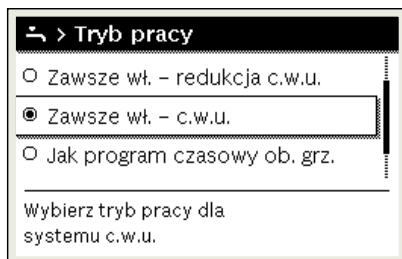 > Tryb pracy
Zawsze wł. – redukcja c.w.u.
Zawsze wł. – c.w.u.
Jak program czasowy ob. grz.
Wybierz tryb pracy dla
systemu c.w.u.